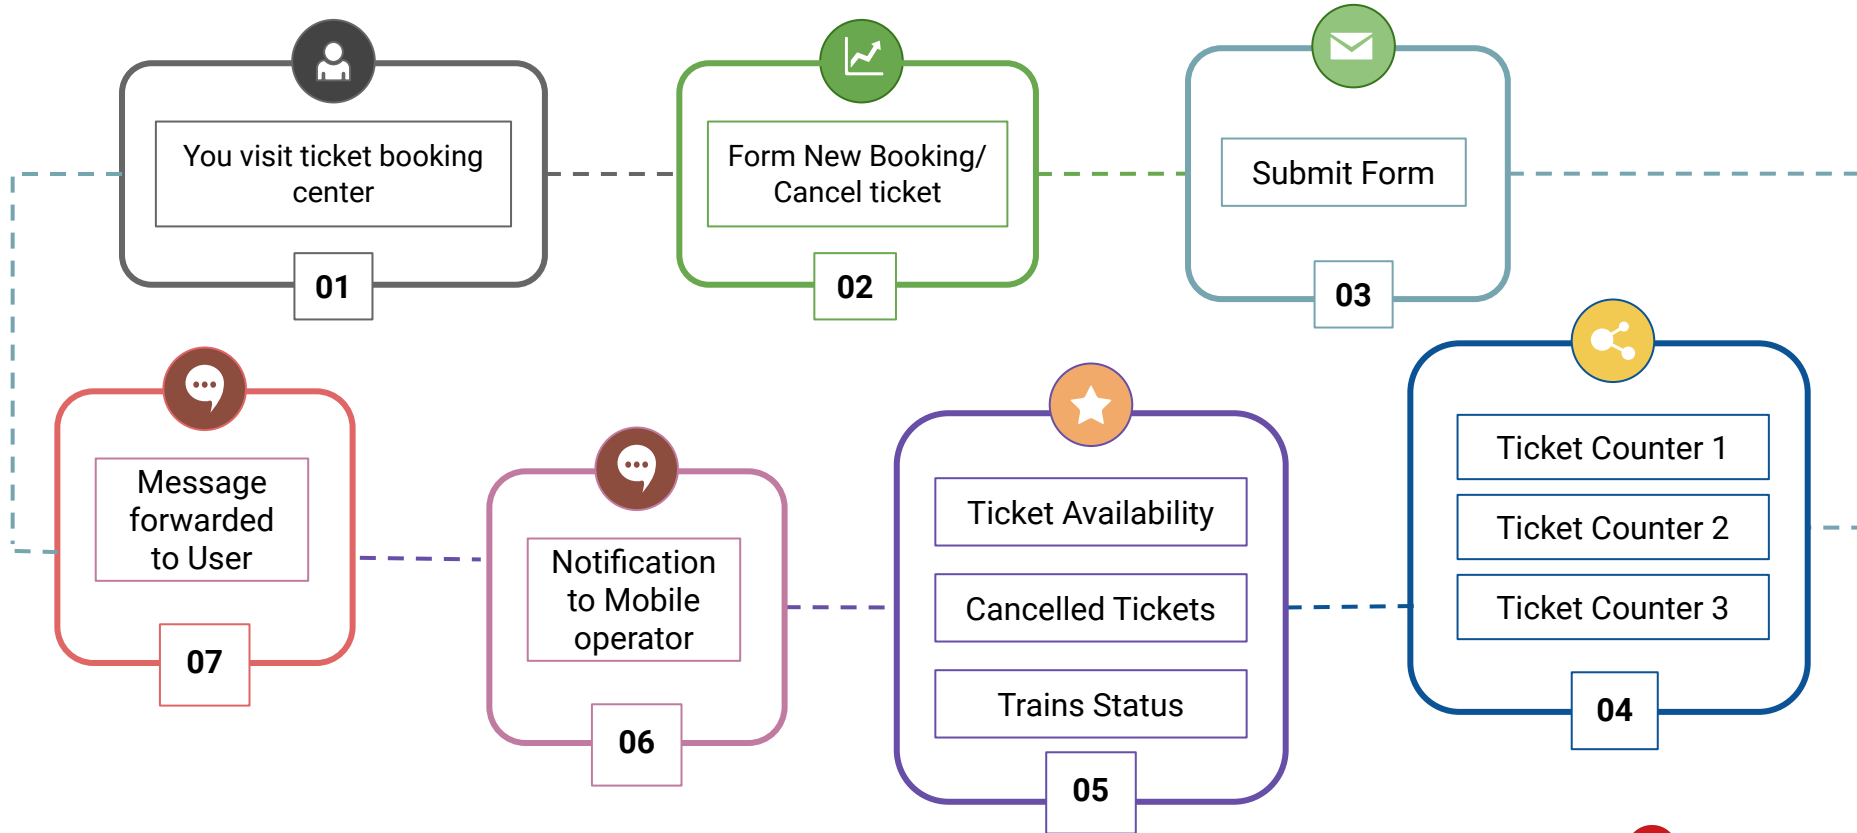 You visit ticket booking
center
01
Form New Booking/
Cancel ticket
02
Submit Form
03
Ticket Counter 1
Ticket Counter 2
Ticket Counter 3
04
Ticket Availability
Cancelled Tickets
Trains Status
05
Notification
to Mobile
operator
06
Message
forwarded
to User
07